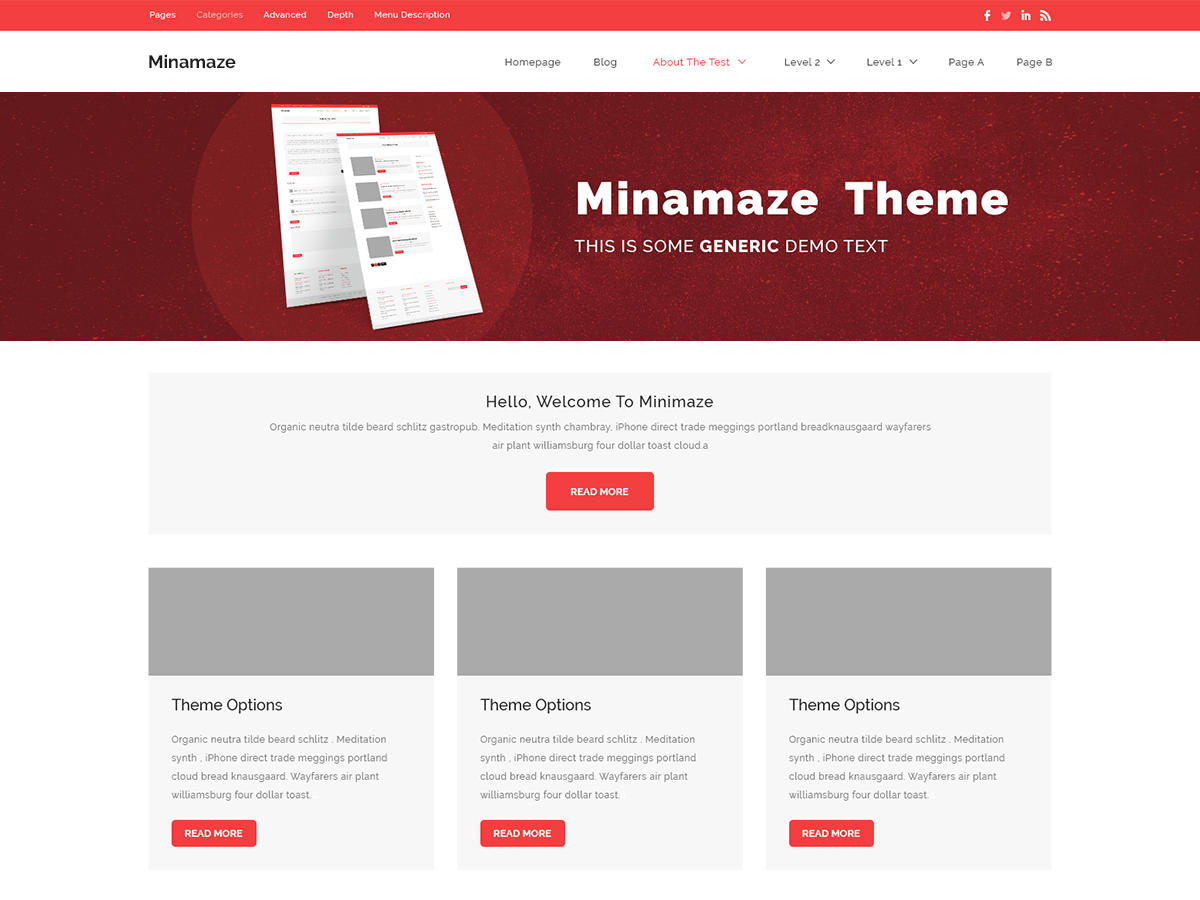 Pages Categories Advanced Depth Menu Description
Minamaze Homepage Blog About The Test Level 2 Level 1 Page A Page B
Minamaze Theme
THIS IS SOME GENERIC DEMO TEXT
Hello, Welcome To Minimaze
Organic neutra tilde beard schlitz gastropub. Meditation synth chambray, iPhone direct trade meggings portland breadknausgaard wayfarers
air plant williamsburg four dollar toast cloud.a
READ MORE
Theme Options
Organic neutra tilde beard schlitz . Meditation
synth , iPhone direct trade meggings portland
cloud bread knausgaard. Wayfarers air plant
williamsburg four dollar toast.
READ MORE
Theme Options
Organic neutra tilde beard schlitz . Meditation
synth , iPhone direct trade meggings portland
cloud bread knausgaard. Wayfarers air plant
williamsburg four dollar toast.
READ MORE
Theme Options
Organic neutra tilde beard schlitz . Meditation
synth , iPhone direct trade meggings portland
cloud bread knausgaard. Wayfarers air plant
williamsburg four dollar toast.
READ MORE